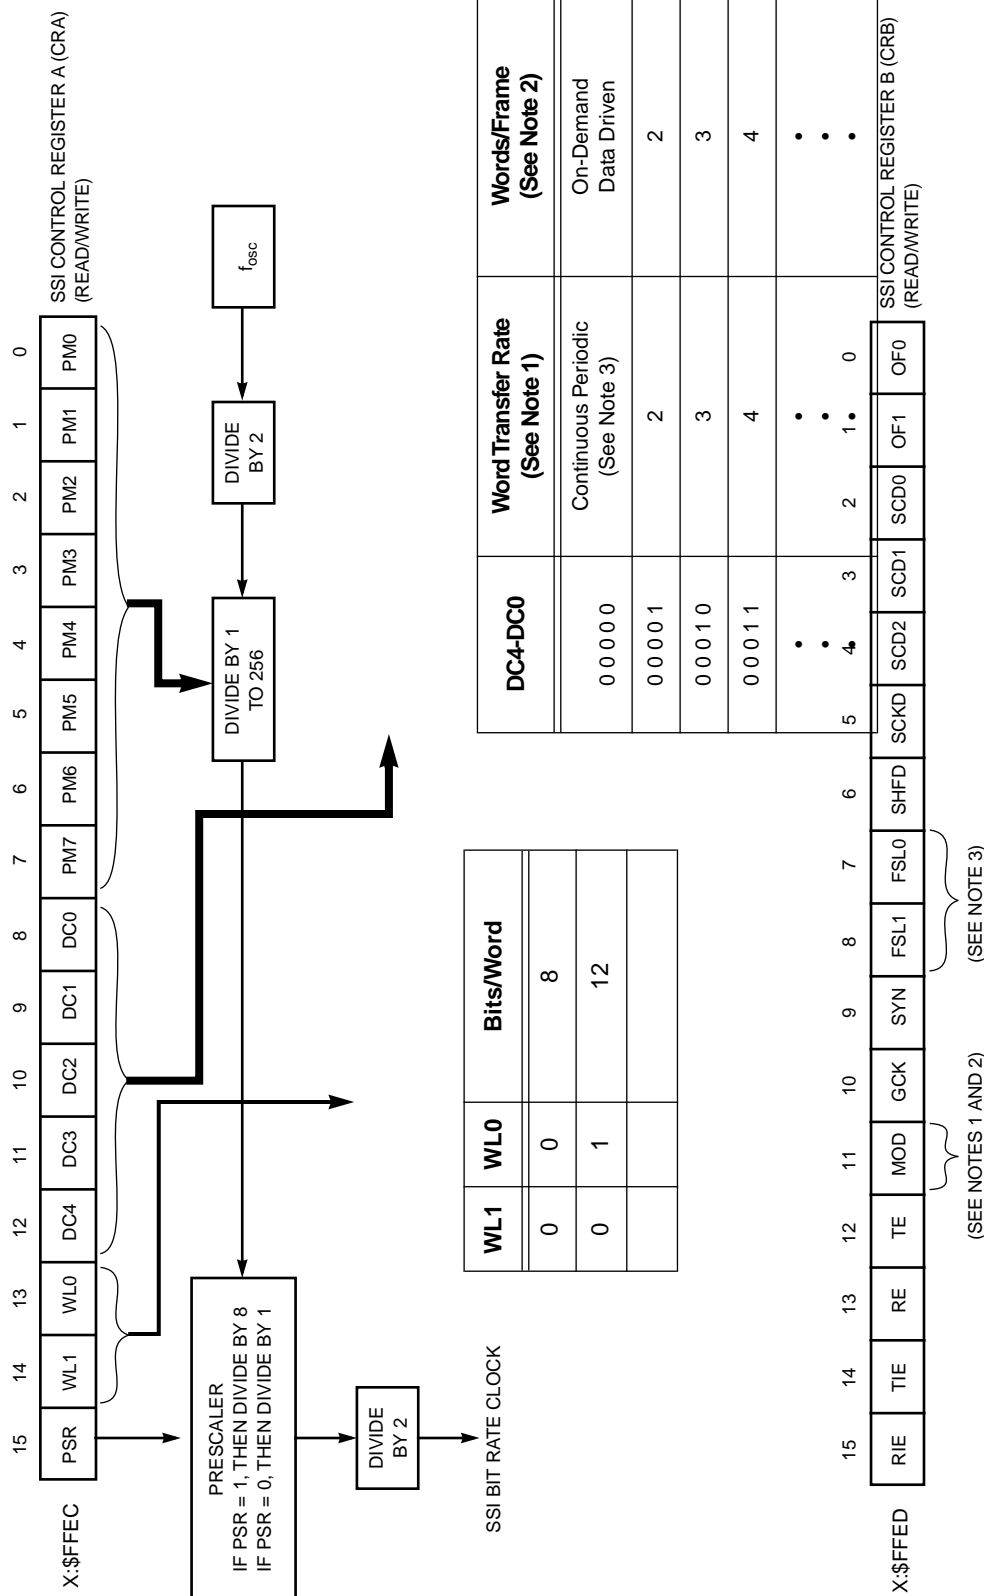 SSI CONTROL REGISTER A (CRA)
(READ/WRITE)
15 14 13 12 11 10 9 8 7 6 5 4 3 2 1 0
X:$FFEC PSR WL1 WL0 DC4 DC3 DC2 DC1 DC0 PM7 PM6 PM5 PM4 PM3 PM2 PM1 PM0
PRESCALER
IF PSR = 1, THEN DIVIDE BY 8
IF PSR = 0, THEN DIVIDE BY 1
DIVIDE BY 1
TO 256
DIVIDE
BY 2
fosc
DIVIDE
BY 2
SSI BIT RATE CLOCK
WL1 WL0 Bits/Word
0 0 8
0 1 12
DC4-DC0 Word Transfer Rate (See Note 1) Words/Frame (See Note 2)
0 0 0 0 0 Continuous Periodic (See Note 3) On-Demand Data Driven
0 0 0 0 1 2 2
0 0 0 1 0 3 3
0 0 0 1 1 4 4
• • •
• • •
• • •
SSI CONTROL REGISTER B (CRB)
(READ/WRITE)
15 14 13 12 11 10 9 8 7 6 5 4 3 2 1 0
X:$FFED RIE TIE RE TE MOD GCK SYN FSL1 FSL0 SHFD SCKD SCD2 SCD1 SCD0 OF1 OF0
(SEE NOTES 1 AND 2)
(SEE NOTE 3)